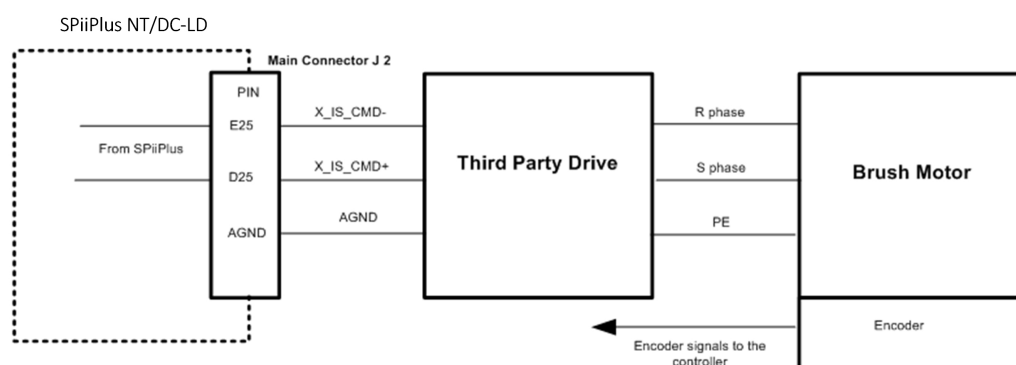 SPiiPlus NT/DC-LD
Main Connector J 2
PIN
E25
D25
AGND
From SPiiPlus
X_IS_CMD-
X_IS_CMD+
AGND
Third Party Drive
R phase
S phase
PE
Brush Motor
Encoder
Encoder signals to the
controller